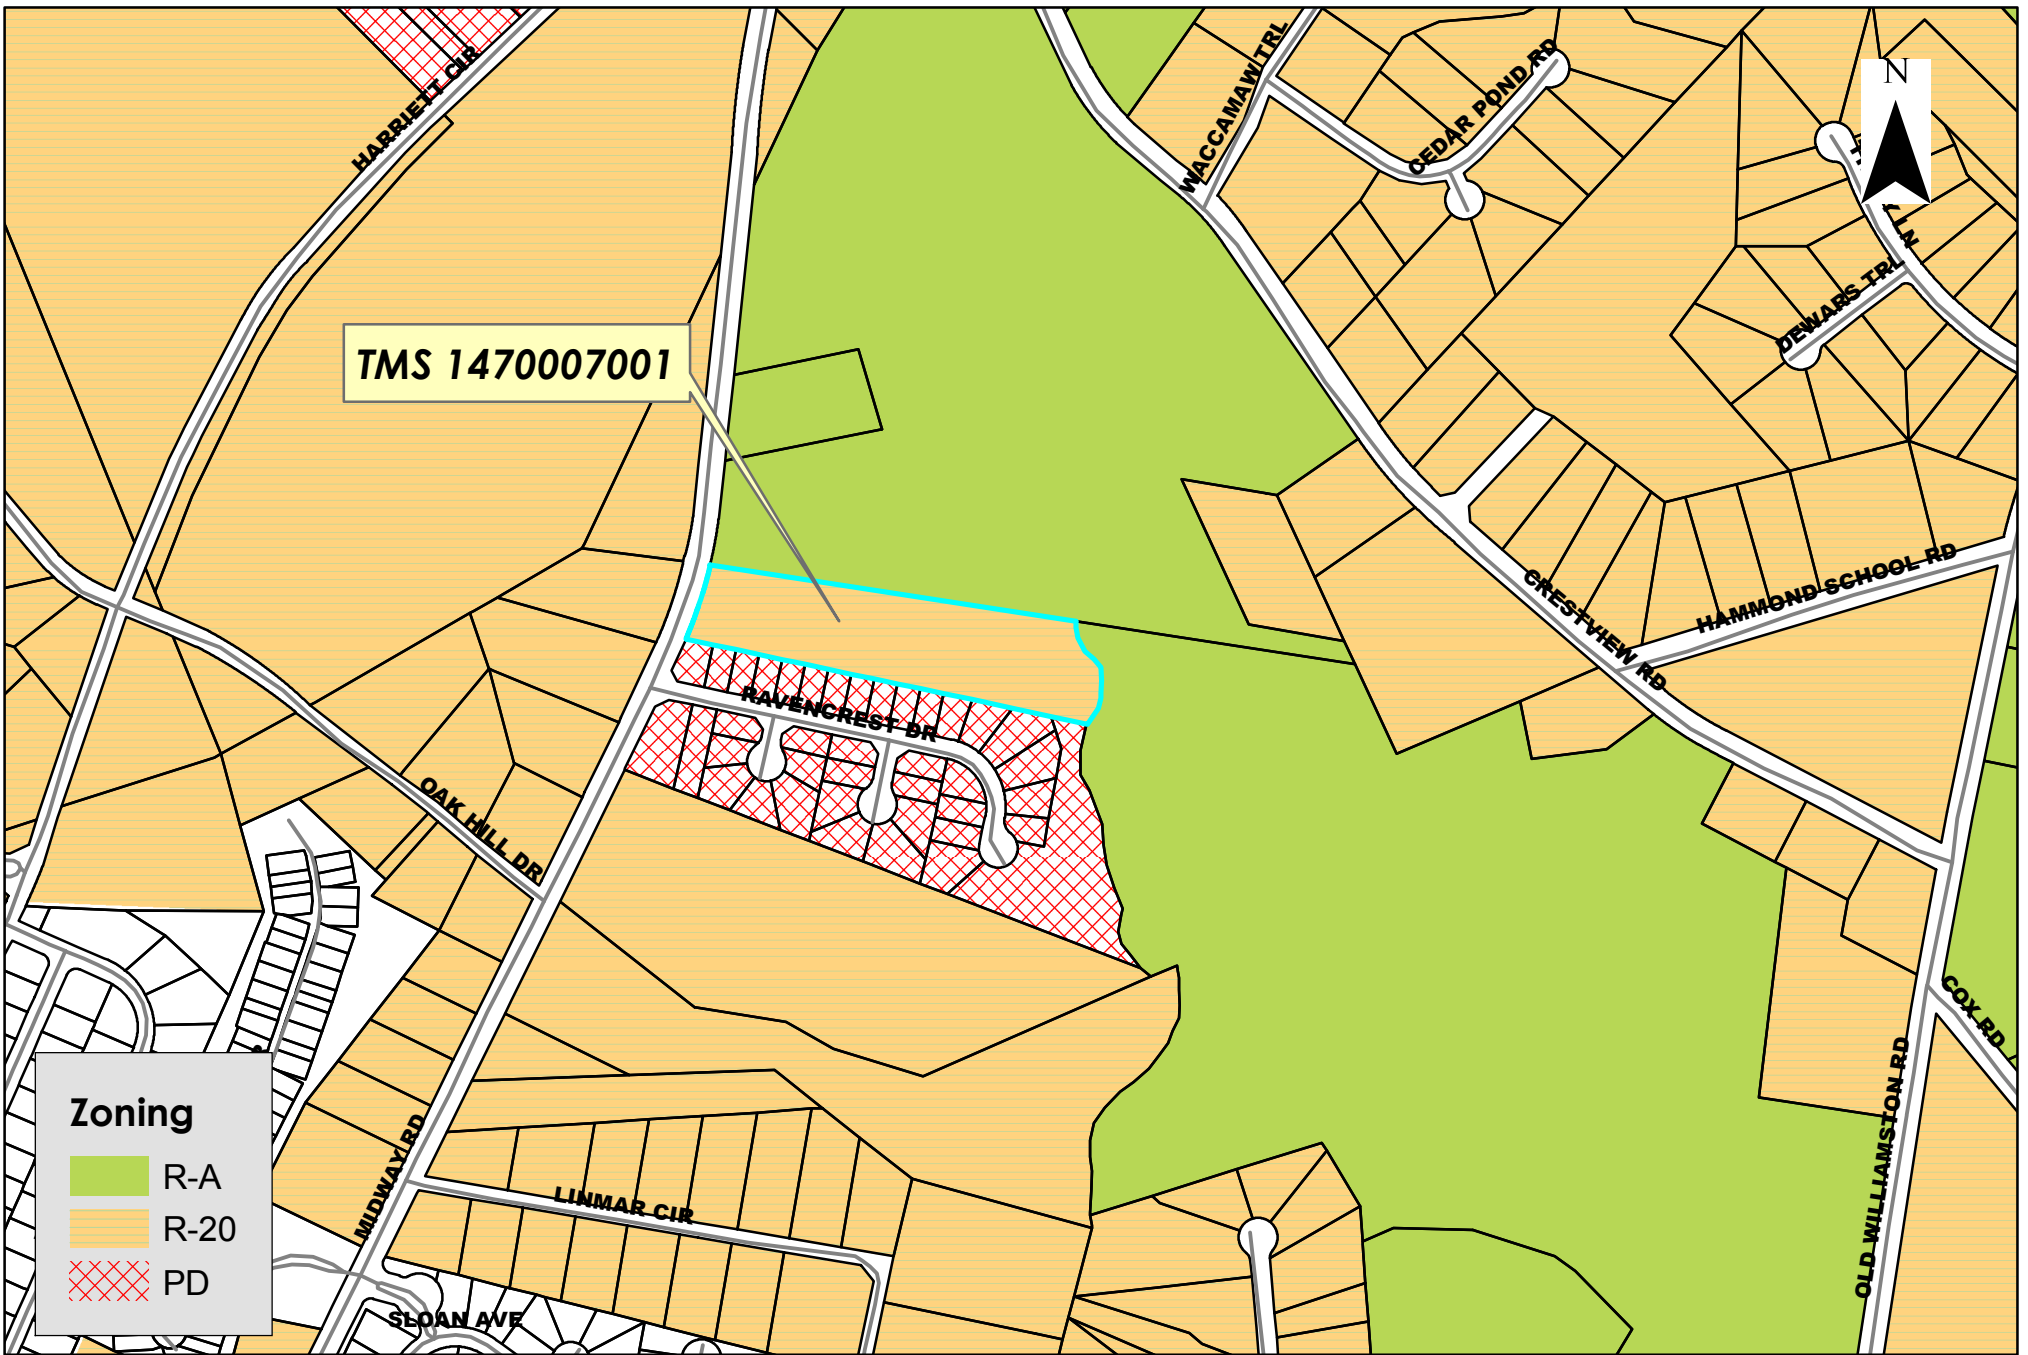 HARRIETT CIR
WACCAMAW TRL
CEDAR POND RD
N
LN
DEWARS TRL
TMS 1470007001
HAMMOND SCHOOL RD
CRESTVIEW RD
RAVENCREST DR
OAK HILL DR
COX RD
OLD WILLIAMSTON RD
MIDWAY RD
LINMAR CIR
SLOAN AVE
Zoning
R-A
R-20
PD